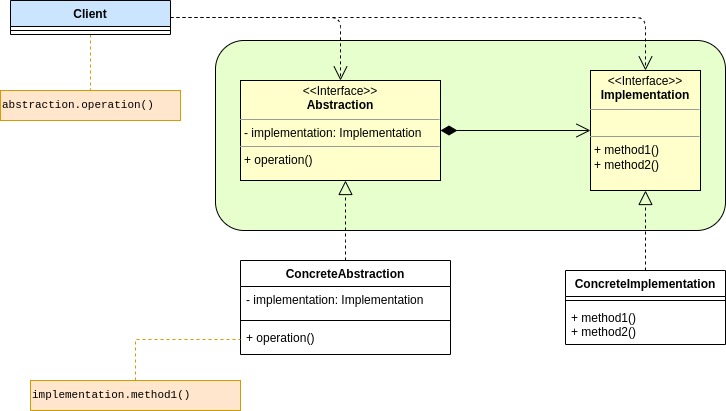 Client
abstraction.operation()
<<Interface>>
Abstraction
- implementation: Implementation
+ operation()
<<Interface>>
Implementation
+ method1()
+ method2()
ConcreteAbstraction
- implementation: Implementation
+ operation()
ConcreteImplementation
+ method1()
+ method2()
implementation.method1()